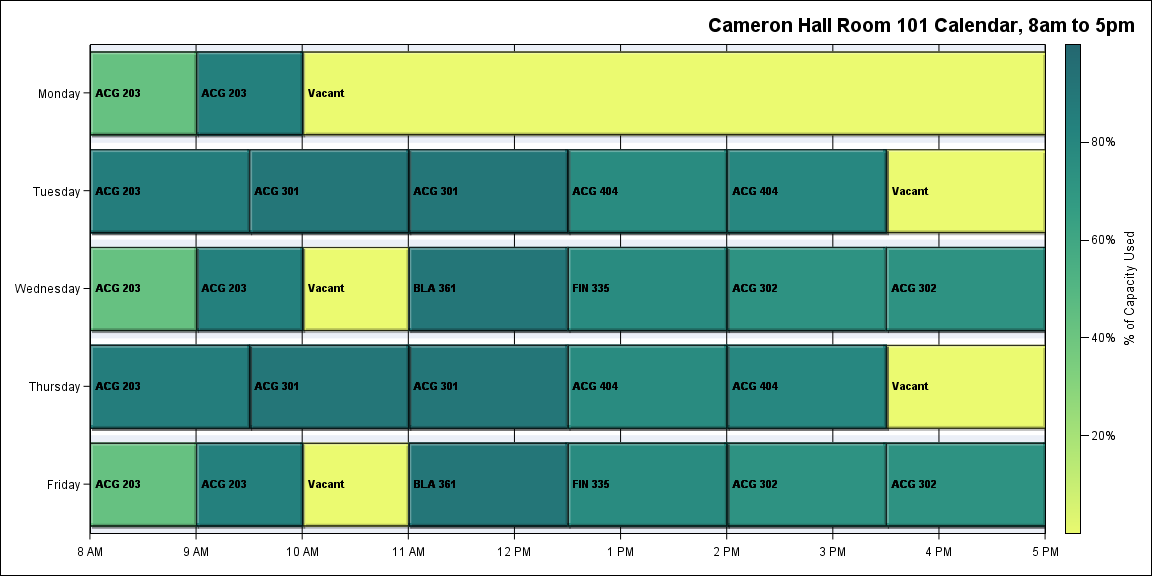 Cameron Hall Room 101 Calendar, 8am to 5pm
Monday
ACG 203
ACG 203
Vacant
Tuesday
ACG 203
ACG 301
ACG 301
ACG 404
ACG 404
Vacant
Wednesday
ACG 203
ACG 203
Vacant
BLA 361
FIN 335
ACG 302
ACG 302
Thursday
ACG 203
ACG 301
ACG 301
ACG 404
ACG 404
Vacant
Friday
ACG 203
ACG 203
Vacant
BLA 361
FIN 335
ACG 302
ACG 302
8 AM
9 AM
10 AM
11 AM
12 PM
1 PM
2 PM
3 PM
4 PM
5 PM
80%
60%
40%
20%
% of Capacity Used